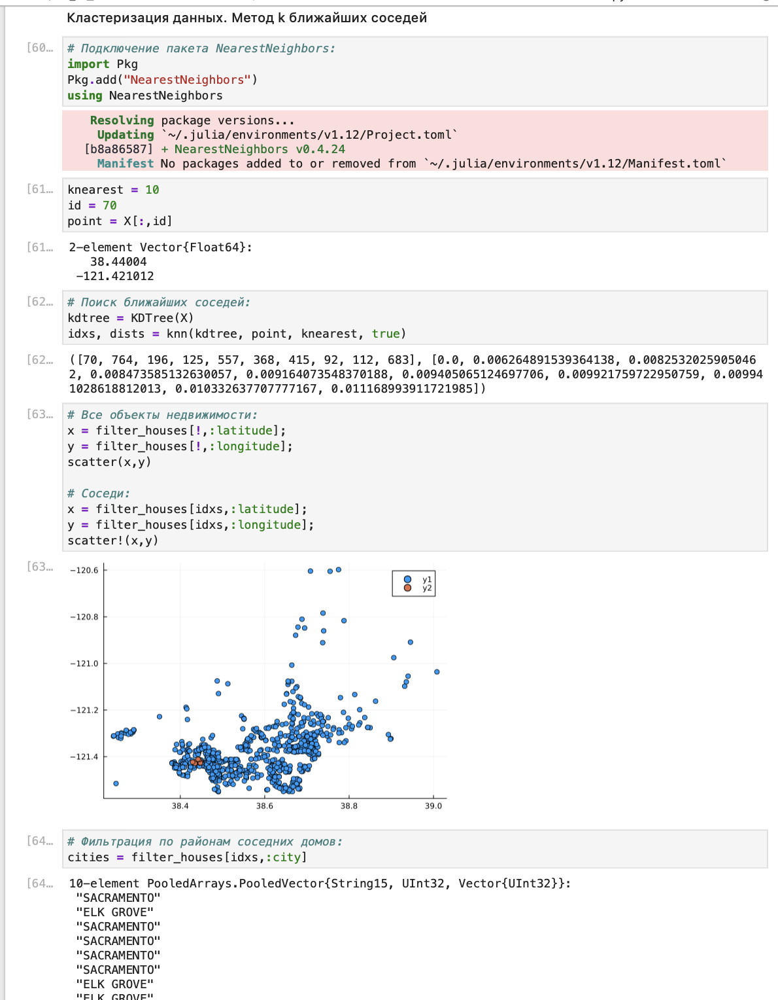 Кластеризация данных. Метод k ближайших соседей
[60…
# Подключение пакета NearestNeighbors:
import Pkg
Pkg.add("NearestNeighbors")
using NearestNeighbors
Resolving package versions...
Updating `~/.julia/environments/v1.12/Project.toml`
[b8a86587] + NearestNeighbors v0.4.24
Manifest No packages added to or removed from `~/.julia/environments/v1.12/Manifest.toml`
[61…
knearest = 10
id = 70
point = X[:,id]
[61…
2-element Vector{Float64}:
38.44004
-121.421012
[62…
# Поиск ближайших соседей:
kdtree = KDTree(X)
idxs, dists = knn(kdtree, point, knearest, true)
[62…
([70, 764, 196, 125, 557, 368, 415, 92, 112, 683], [0.0, 0.006264891539364138, 0.0082532025905046
2, 0.008473585132630057, 0.009164073548370188, 0.009405065124697706, 0.009921759722950759, 0.00994
1028618812013, 0.010332637707777167, 0.011168993911721985])
[63…
# Все объекты недвижимости:
x = filter_houses[!,:latitude];
y = filter_houses[!,:longitude];
scatter(x,y)
# Соседи:
x = filter_houses[idxs,:latitude];
y = filter_houses[idxs,:longitude];
scatter!(x,y)
[63…
-120.6
y1
y2
-120.8
-121.0
-121.2
-121.4
38.4 38.6 38.8 39.0
[64…
# Фильтрация по районам соседних домов:
cities = filter_houses[idxs,:city]
[64…
10-element PooledArrays.PooledVector{String15, UInt32, Vector{UInt32}}:
"SACRAMENTO"
"ELK GROVE"
"SACRAMENTO"
"SACRAMENTO"
"SACRAMENTO"
"SACRAMENTO"
"ELK GROVE"
"ELK GROVE"